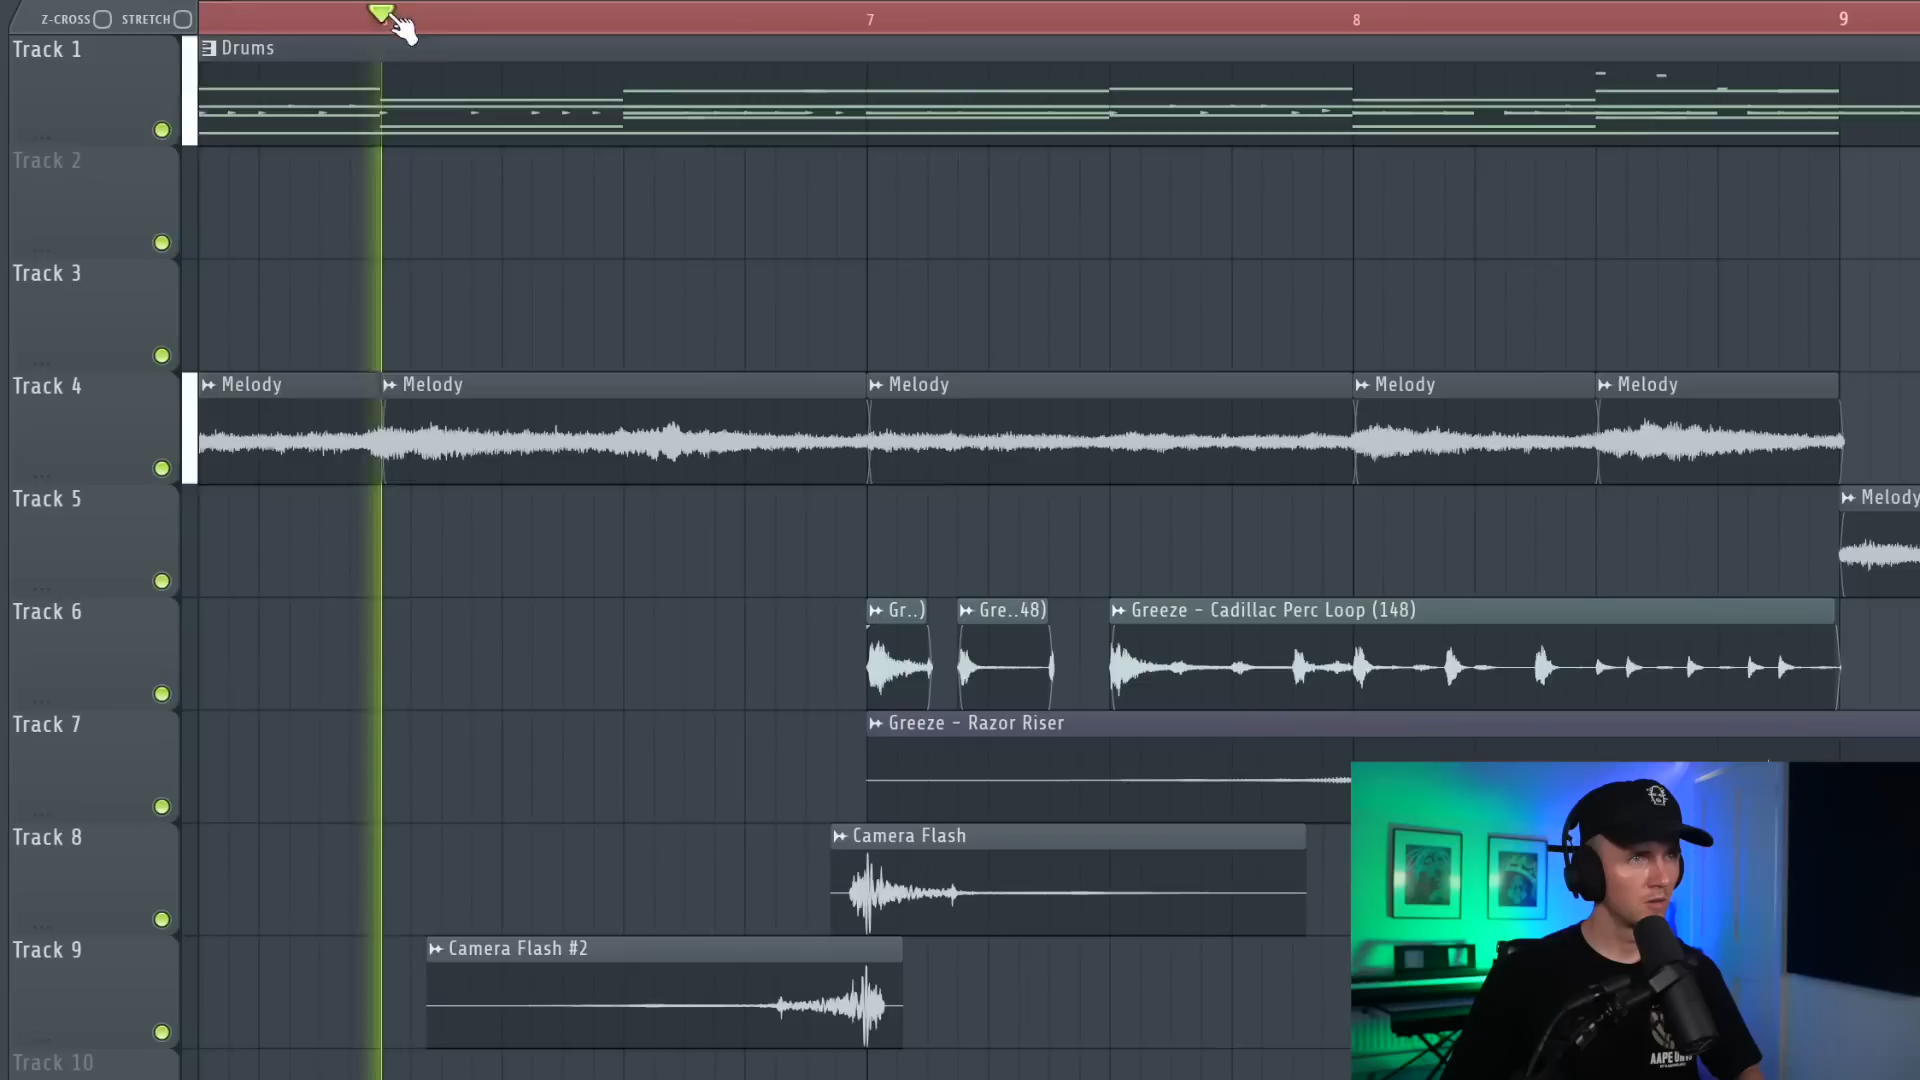 Z-CROSS STRETCH 7 8 9
Track 1 Drums
Track 2
Track 3
Track 4 Melody Melody Melody Melody Melody
Track 5 Melody
Track 6 Gr..) Gre..48) Greeze - Cadillac Perc Loop (148)
Track 7 Greeze - Razor Riser
Track 8 Camera Flash
Track 9 Camera Flash #2
Track 10